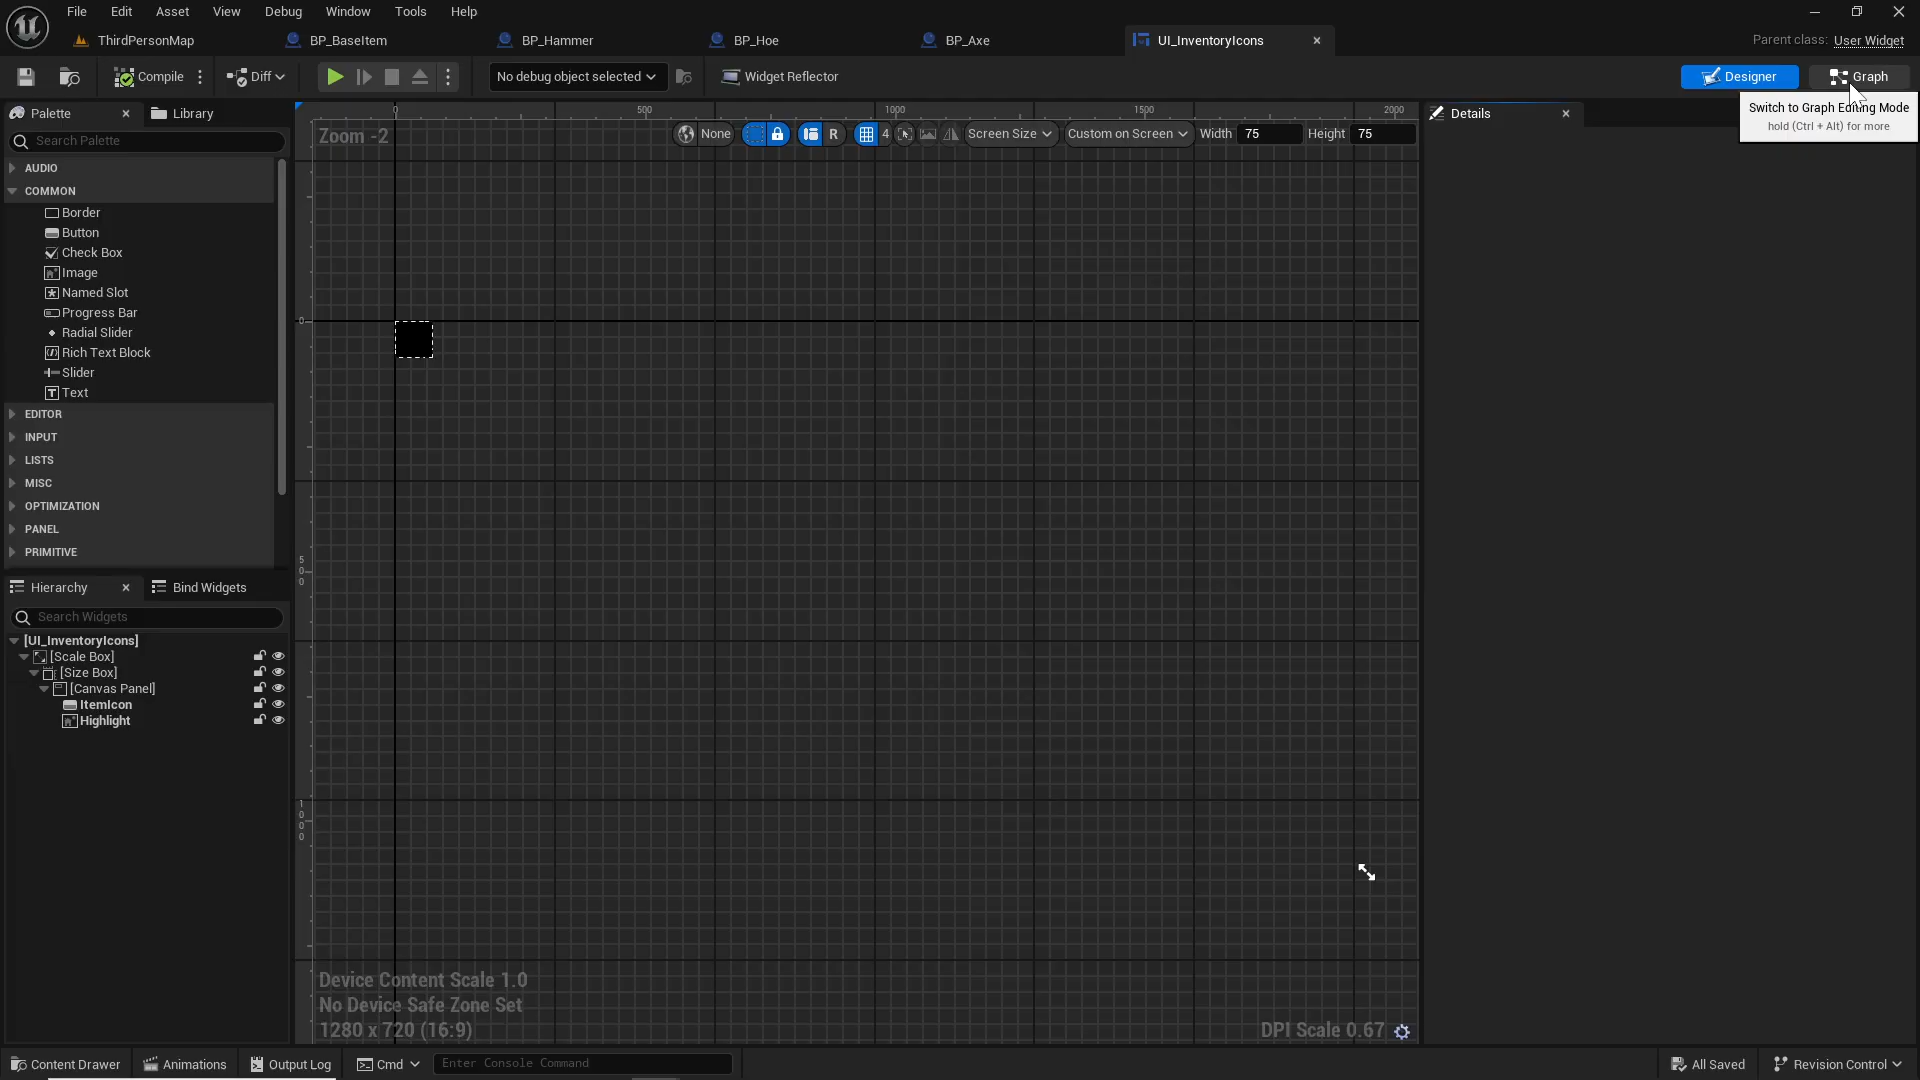 File Edit Asset View Debug Window Tools Help
ThirdPersonMap BP_BaseItem BP_Hammer BP_Hoe BP_Axe UI_InventoryIcons
Parent class: User Widget
Compile Diff No debug object selected Widget Reflector Designer Graph
Switch to Graph Editing Mode
hold (Ctrl + Alt) for more
Palette Library
Search Palette
AUDIO
COMMON
Border
Button
Check Box
Image
Named Slot
Progress Bar
Radial Slider
Rich Text Block
Slider
Text
EDITOR
INPUT
LISTS
MISC
OPTIMIZATION
PANEL
PRIMITIVE
Hierarchy Bind Widgets
Search Widgets
[UI_InventoryIcons]
[Scale Box]
[Size Box]
[Canvas Panel]
ItemIcon
Highlight
0 500 1000 1500 2000
Zoom -2
None R 4 Screen Size Custom on Screen Width 75 Height 75
0
500
1000
Device Content Scale 1.0
No Device Safe Zone Set
1280 x 720 (16:9)
DPI Scale 0.67
Details
Content Drawer Animations Output Log Cmd Enter Console Command All Saved Revision Control